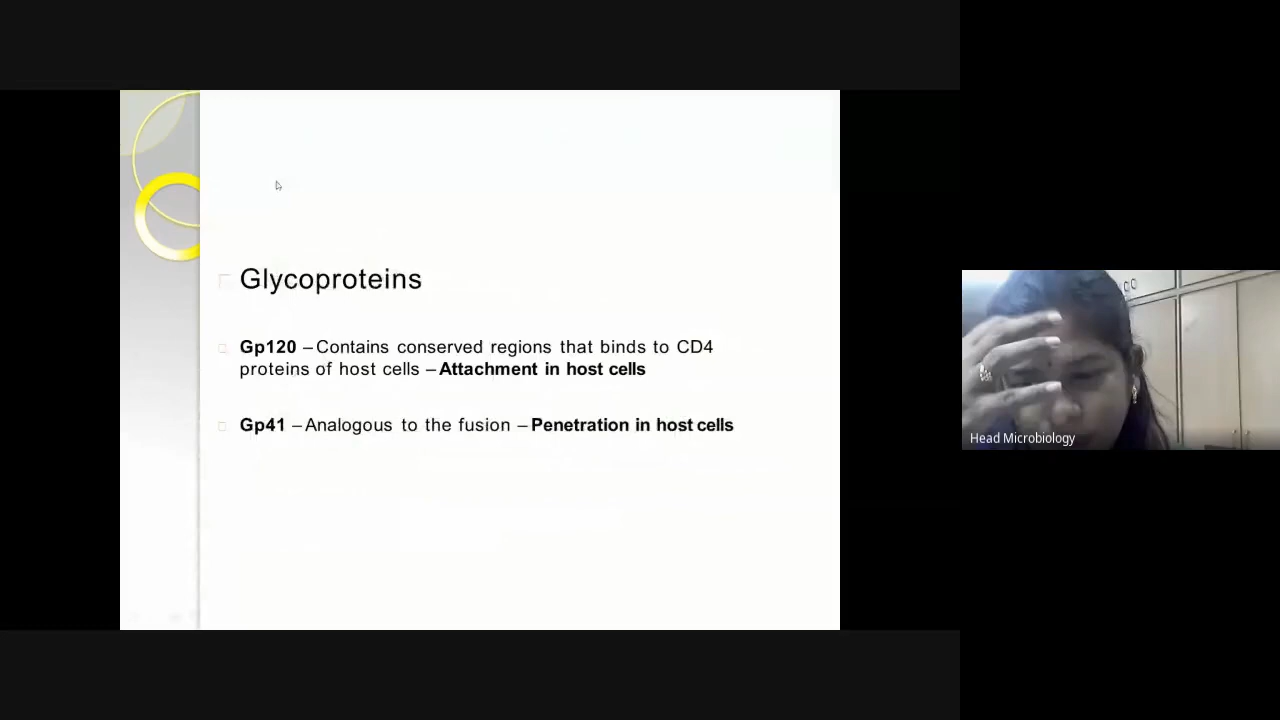 Glycoproteins
Gp120 – Contains conserved regions that binds to CD4
proteins of host cells – Attachment in host cells
Gp41 – Analogous to the fusion – Penetration in host cells
Head Microbiology